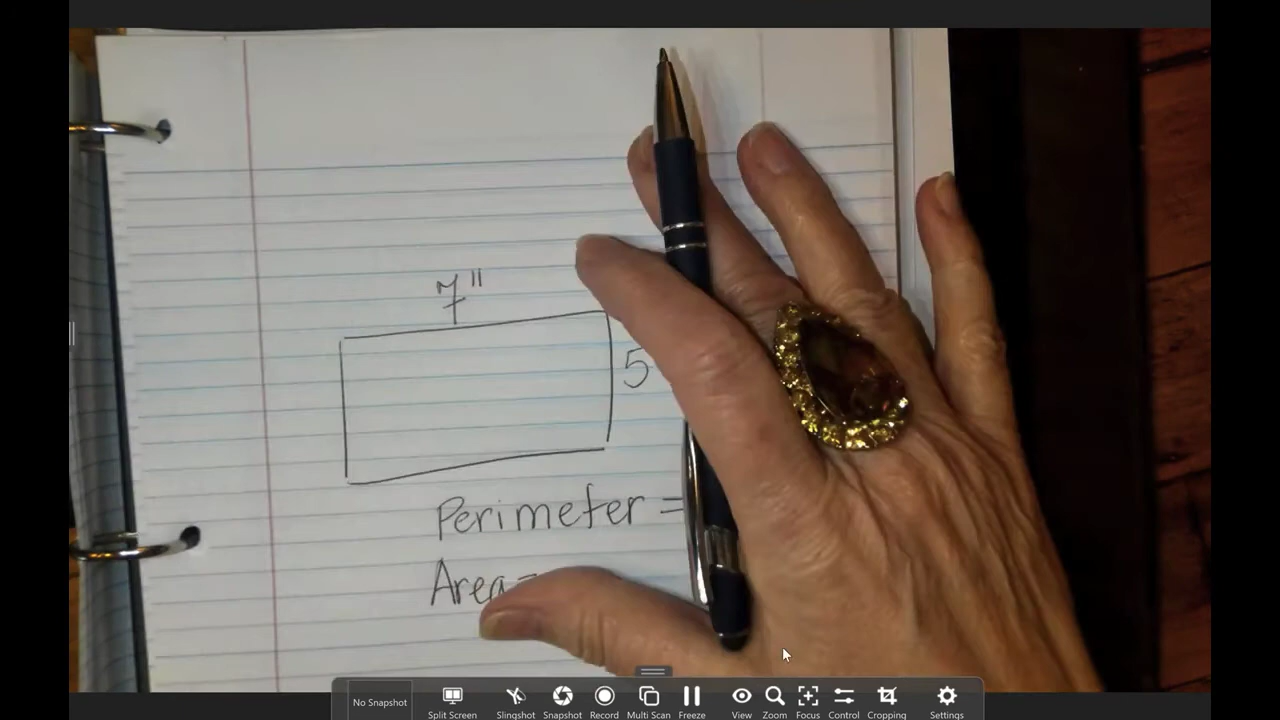 7"
5
Perimeter =
Area =
No Snapshot
Split Screen
Slingshot
Snapshot
Record
Multi Scan
Freeze
View
Zoom
Focus
Control
Cropping
Settings